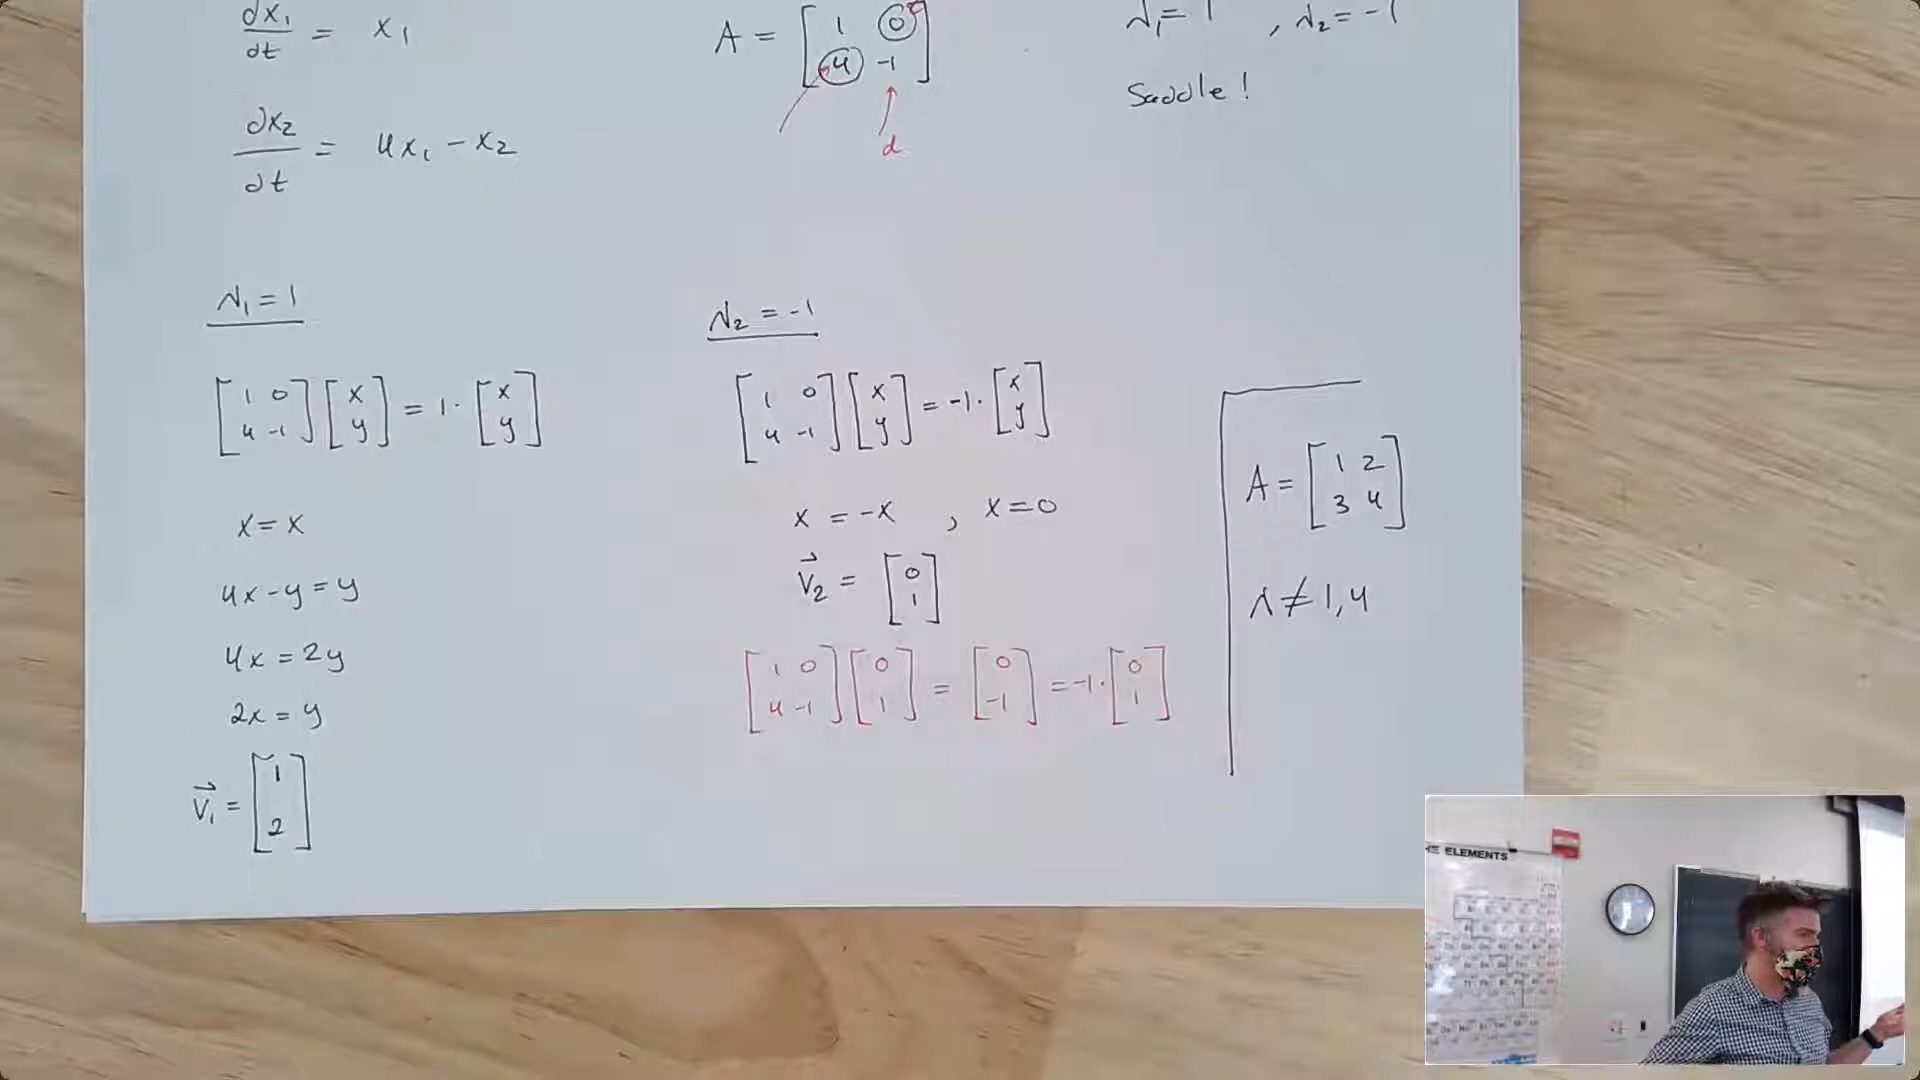 dx₁/dt = x₁
dx₂/dt = 4x₁ - x₂
A = [1 0; 4 -1]
c
d
λ₁ = 1 , λ₂ = -1
Saddle!
λ₁ = 1
[1 0; 4 -1] [x; y] = 1 · [x; y]
x = x
4x - y = y
4x = 2y
2x = y
v⃗₁ = [1; 2]
λ₂ = -1
[1 0; 4 -1] [x; y] = -1 · [x; y]
x = -x , x = 0
v⃗₂ = [0; 1]
[1 0; 4 -1] [0; 1] = [0; -1] = -1 · [0; 1]
A = [1 2; 3 4]
λ ≠ 1, 4
HE ELEMENTS